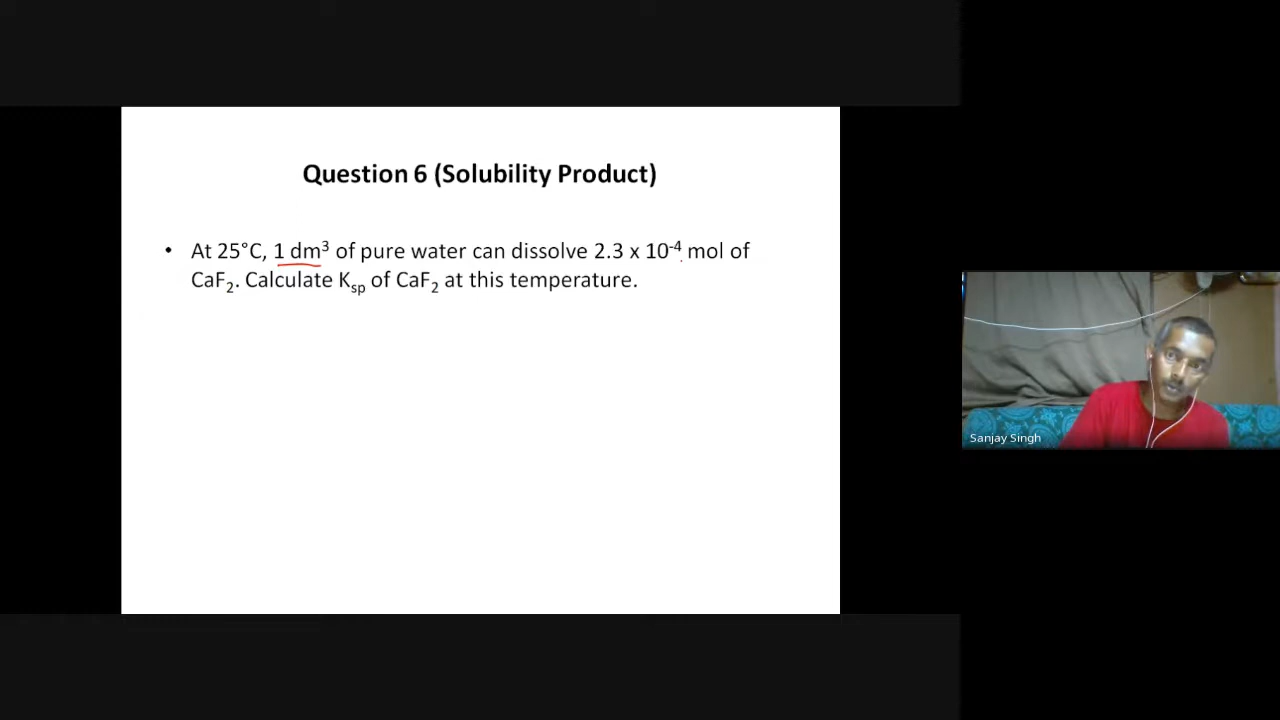 Question 6 (Solubility Product)
• At 25°C, 1 dm³ of pure water can dissolve 2.3 x 10⁻⁴ mol of
CaF₂. Calculate Kₛₚ of CaF₂ at this temperature.
Sanjay Singh